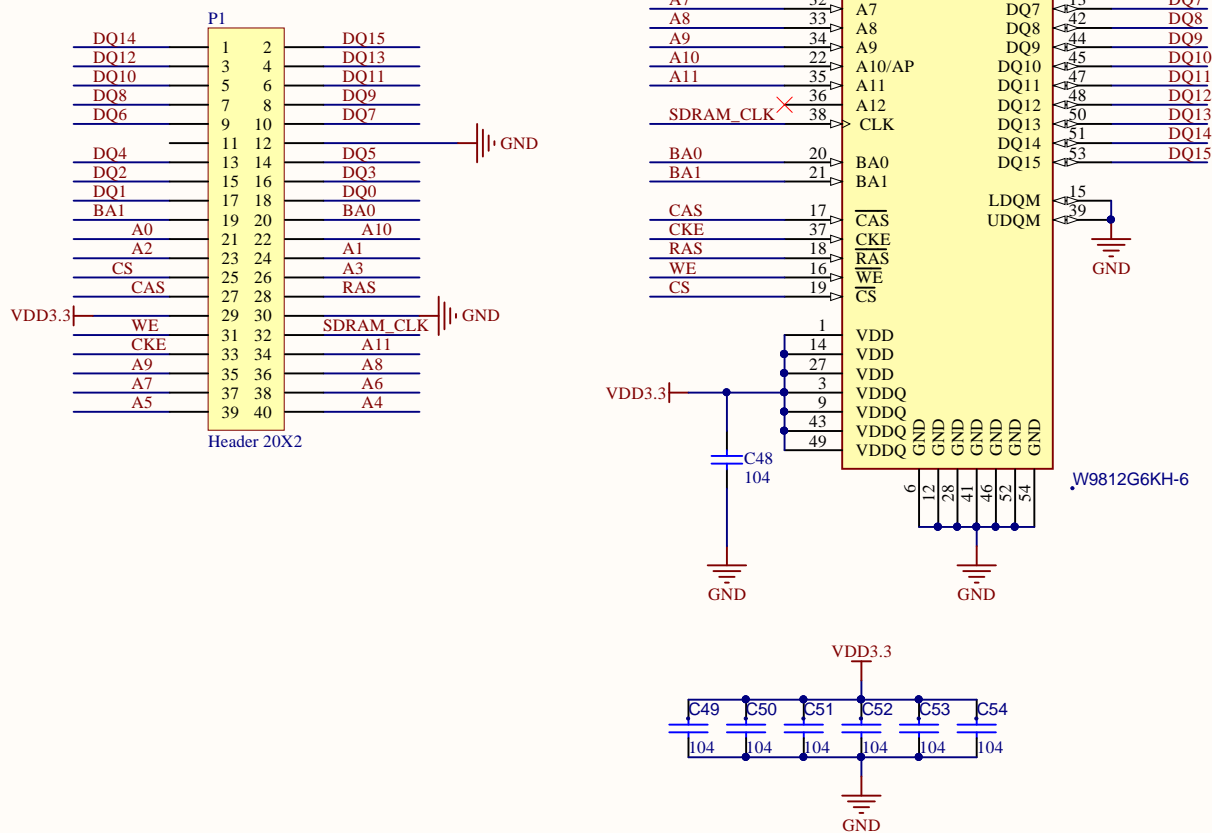 P1
DQ14 1 2 DQ15
DQ12 3 4 DQ13
DQ10 5 6 DQ11
DQ8 7 8 DQ9
DQ6 9 10 DQ7
11 12 GND
DQ4 13 14 DQ5
DQ2 15 16 DQ3
DQ1 17 18 DQ0
BA1 19 20 BA0
A0 21 22 A10
A2 23 24 A1
CS 25 26 A3
CAS 27 28 RAS
VDD3.3 29 30 GND
WE 31 32 SDRAM_CLK
CKE 33 34 A11
A9 35 36 A8
A7 37 38 A6
A5 39 40 A4
Header 20X2
A7 32 A7 DQ7 13 DQ7
A8 33 A8 DQ8 42 DQ8
A9 34 A9 DQ9 44 DQ9
A10 22 A10/AP DQ10 45 DQ10
A11 35 A11 DQ11 47 DQ11
36 A12 DQ12 48 DQ12
SDRAM_CLK 38 CLK DQ13 50 DQ13
DQ14 51 DQ14
BA0 20 BA0 DQ15 53 DQ15
BA1 21 BA1
LDQM 15
CAS 17 CAS UDQM 39
CKE 37 CKE
RAS 18 RAS
WE 16 WE
CS 19 CS
GND
1 VDD
14 VDD
27 VDD
VDD3.3 3 VDDQ
9 VDDQ
43 VDDQ
49 VDDQ
GND GND GND GND GND GND GND
6 12 28 41 46 52 54
C48
104
W9812G6KH-6
GND
GND
VDD3.3
C49 C50 C51 C52 C53 C54
104 104 104 104 104 104
GND